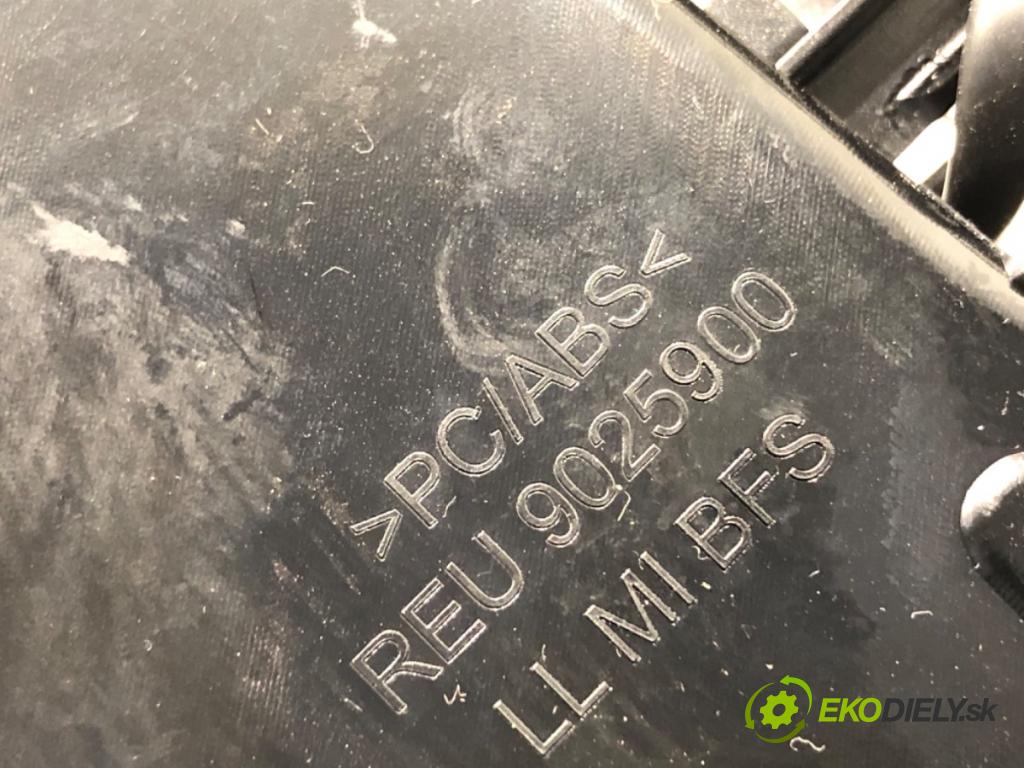 >PC/ABS<
REU 9025900
LL MI BFS
EKODIELY.sk